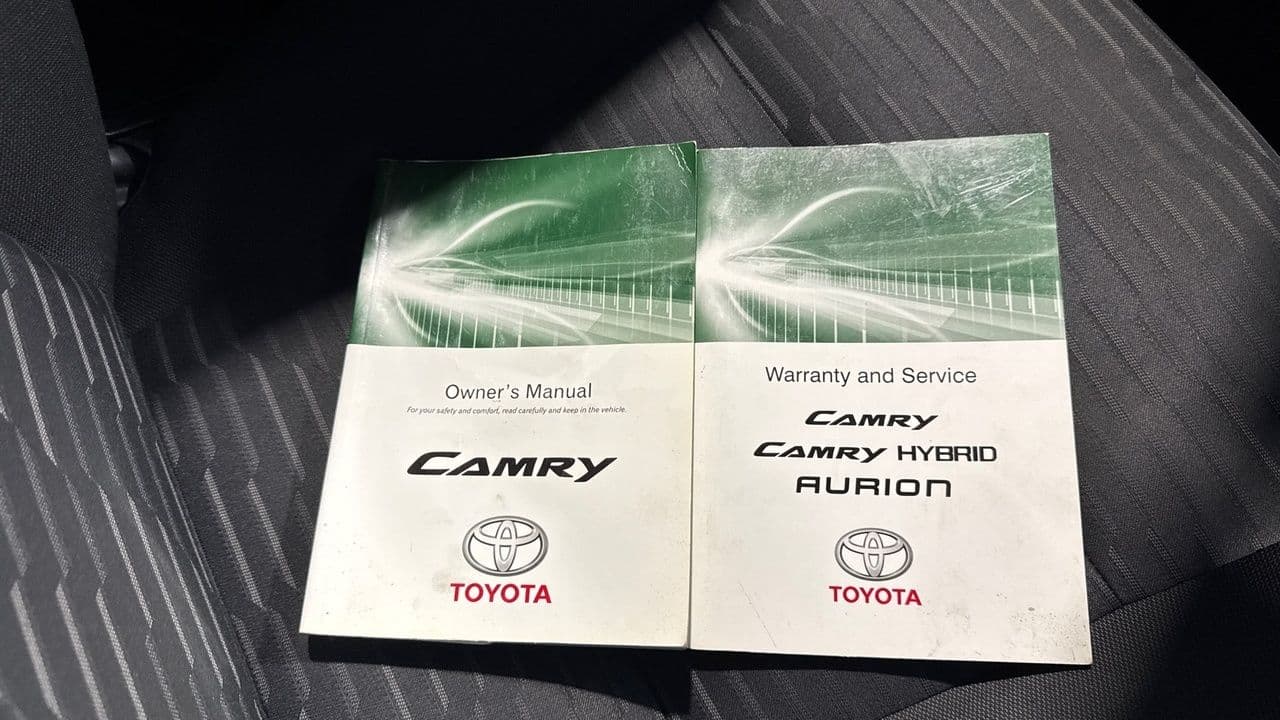 Owner's Manual
For your safety and comfort, read carefully and keep in the vehicle.
CAMRY
TOYOTA
Warranty and Service
CAMRY
CAMRY HYBRID
AURION
TOYOTA